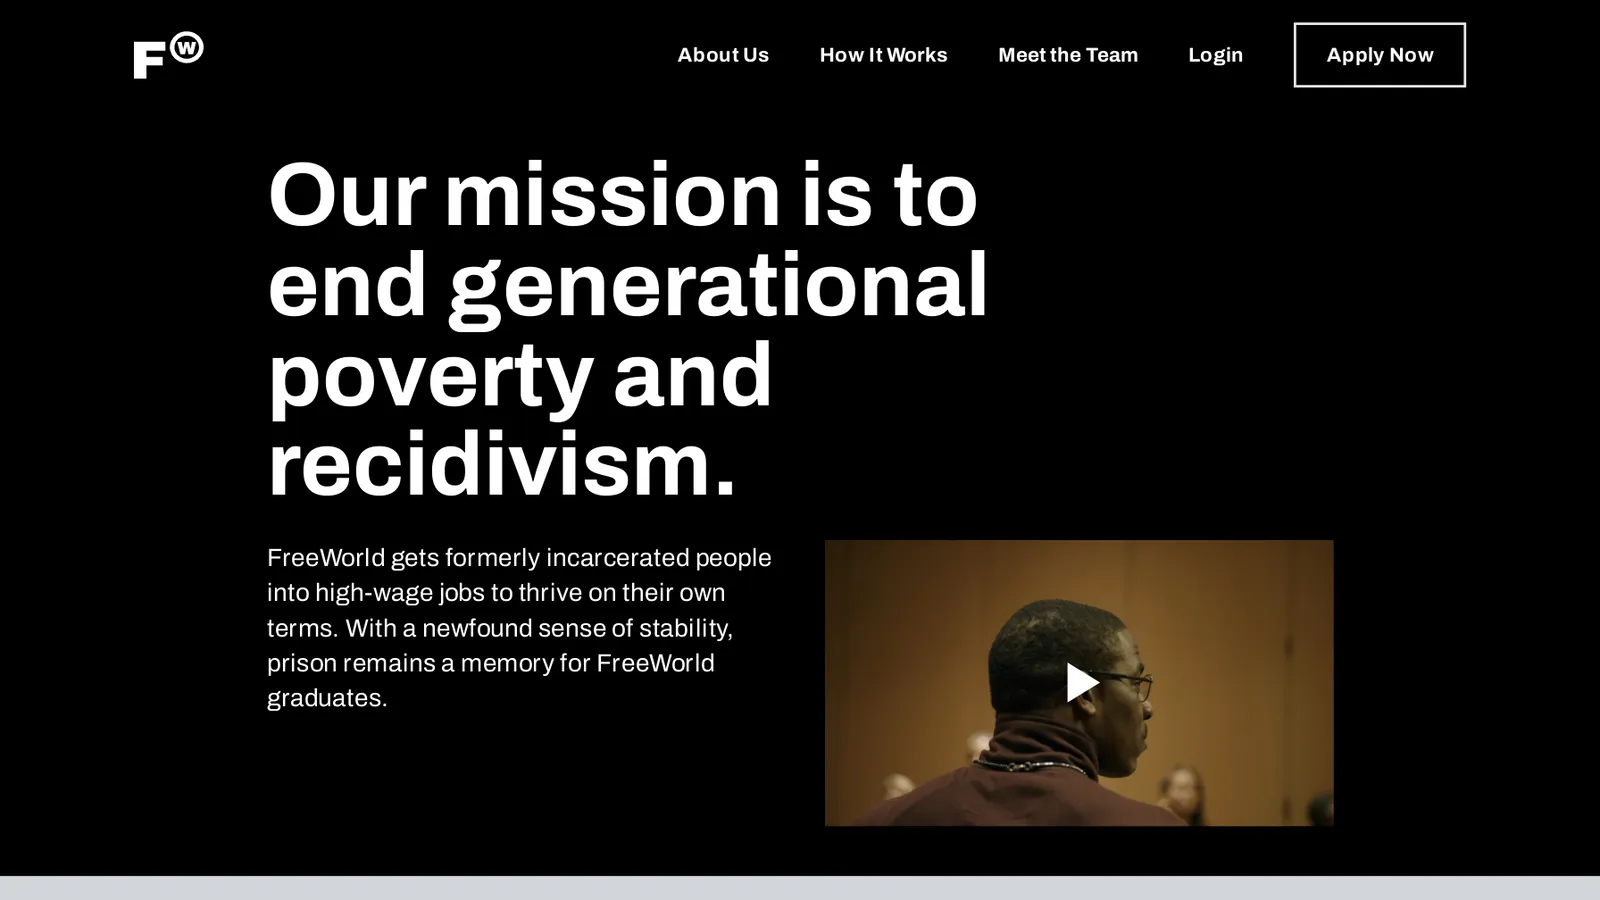 FW
About Us
How It Works
Meet the Team
Login
Apply Now
Our mission is to
end generational
poverty and
recidivism.
FreeWorld gets formerly incarcerated people
into high-wage jobs to thrive on their own
terms. With a newfound sense of stability,
prison remains a memory for FreeWorld
graduates.